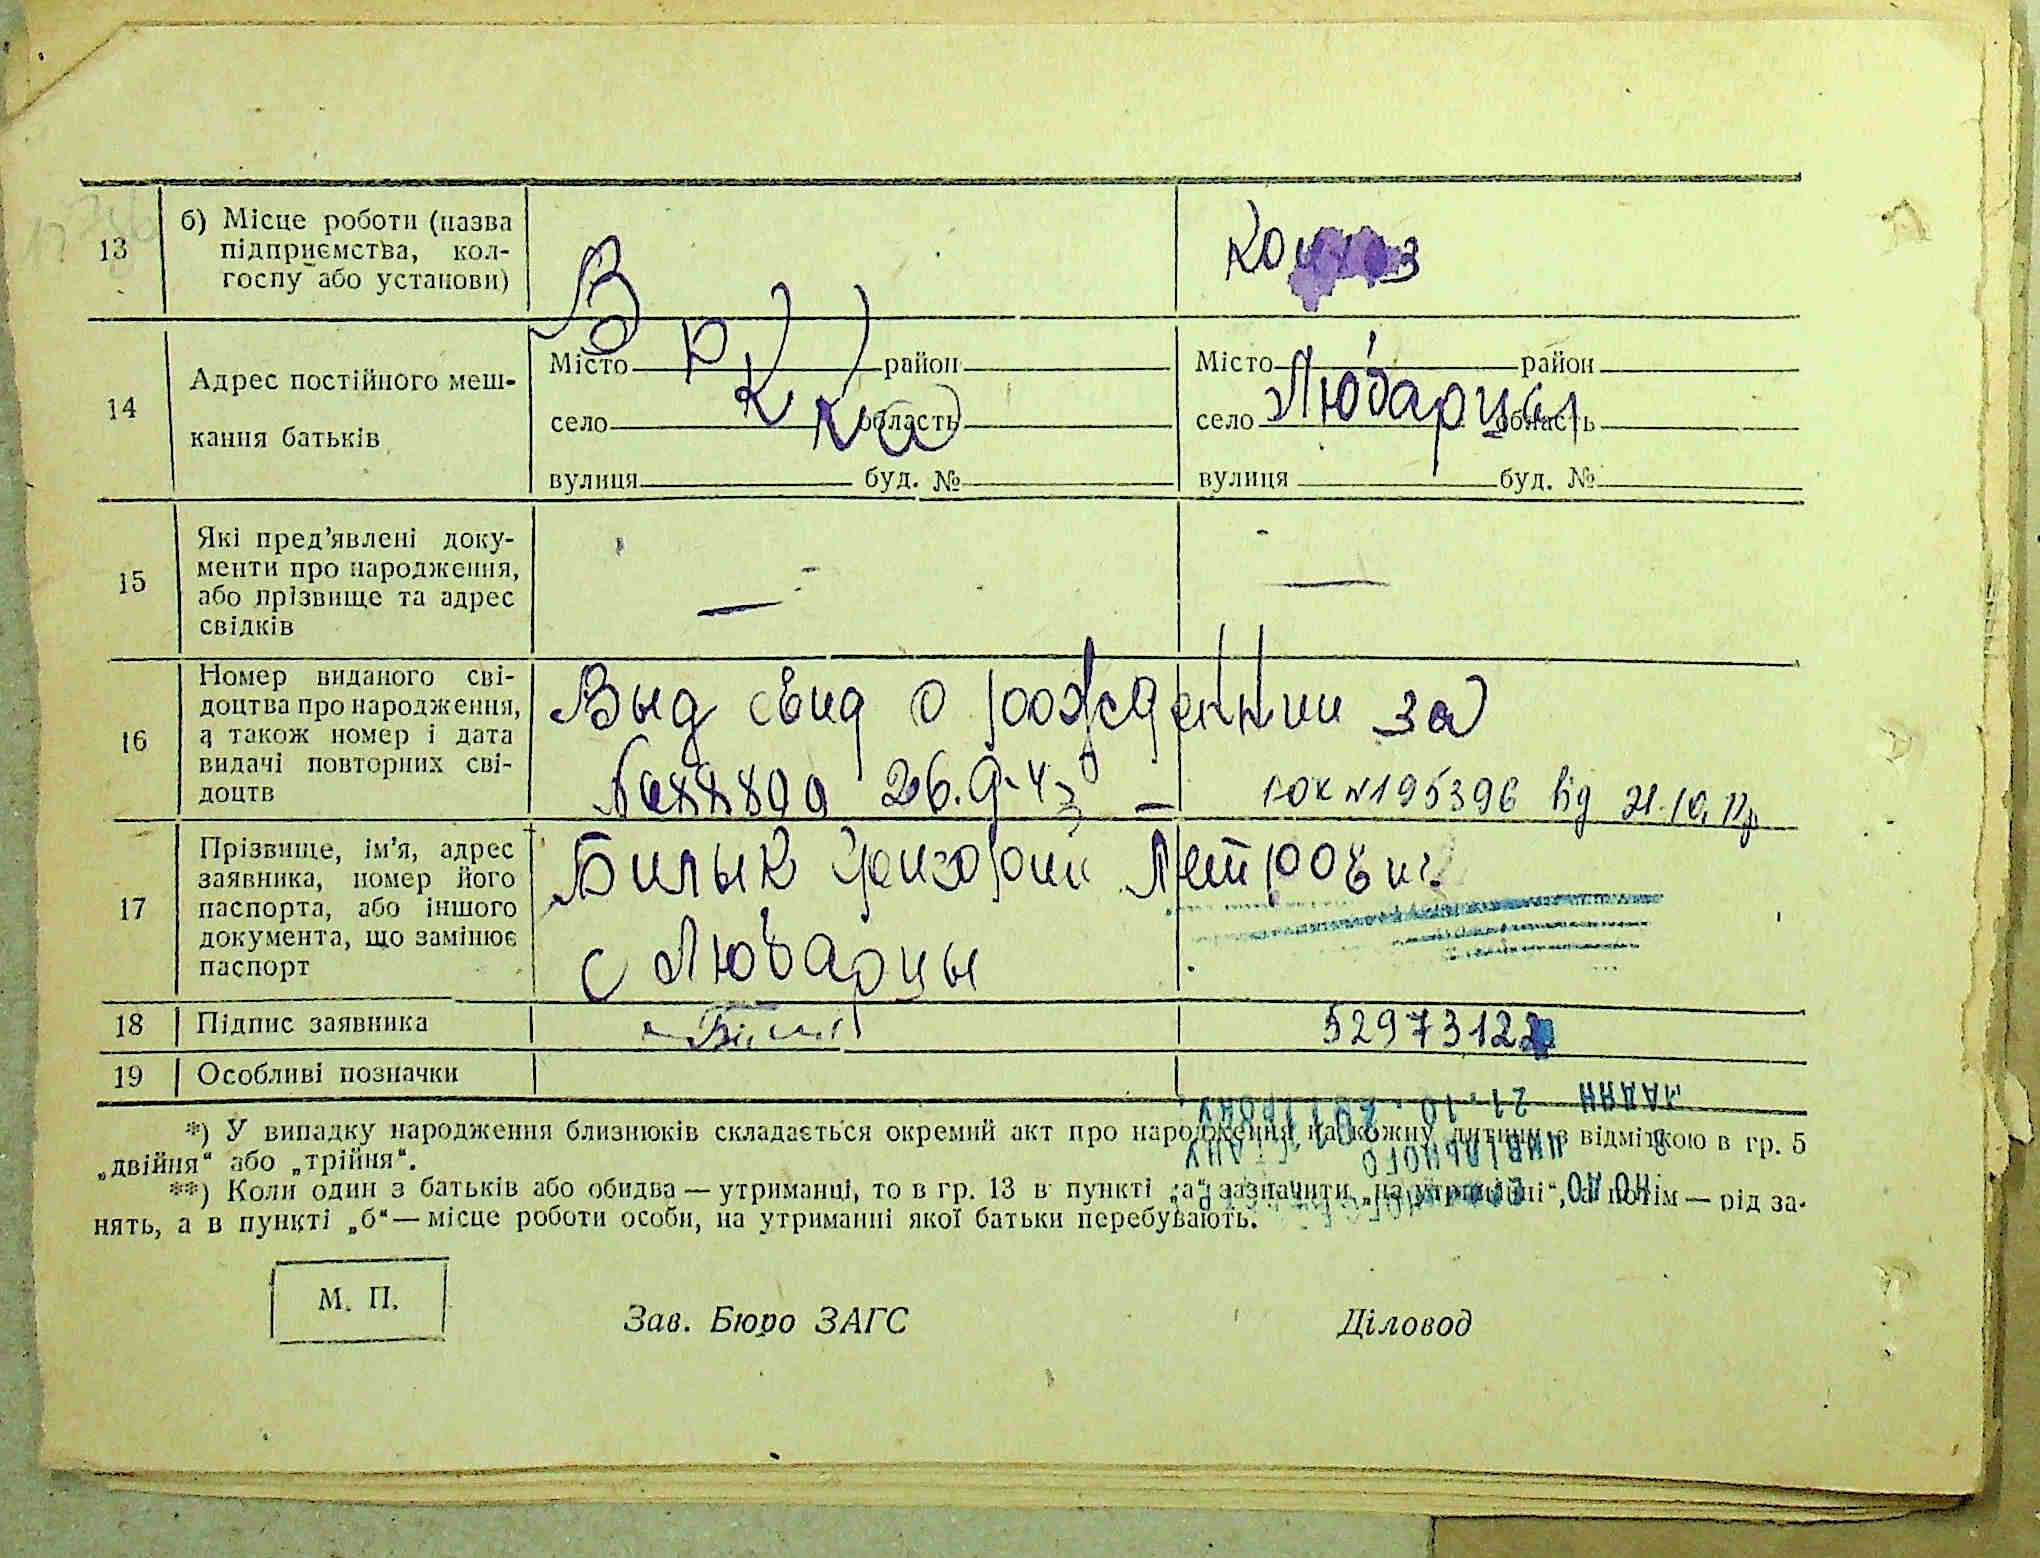 13
б) Місце роботи (назва
підприємства, кол-
госпу або установи)
В РККа
колхоз
14
Адрес постійного меш-
кання батьків
Місто район
село область
вулиця буд. №
Місто район
село Любарцы область
вулиця буд. №
15
Які пред’явлені доку-
менти про народження,
або прізвище та адрес
свідків
—
—
16
Номер виданого сві-
доцтва про народження,
а також номер і дата
видачі повторних сві-
доцтв
Выд свид о рождении за
26.9-43 —
№195396 від 21.10.11р
17
Прізвище, ім’я, адрес
заявника, номер його
паспорта, або іншого
документа, що замінює
паспорт
Билык Григорий Петрович
с Любарцы
18
Підпис заявника
52973122
19
Особливі позначки
*) У випадку народження близнюків складається окремий акт про народження на кожну дитину з відміткою в гр. 5
„двійня“ або „трійня“.
**) Коли один з батьків або обидва — утриманці, то в гр. 13 в пункті „а“ зазначити „на утриманні“, а потім — рід за-
нять, а в пункті „б“ — місце роботи особи, на утриманні якої батьки перебувають.
М. П.
Зав. Бюро ЗАГС
Діловод